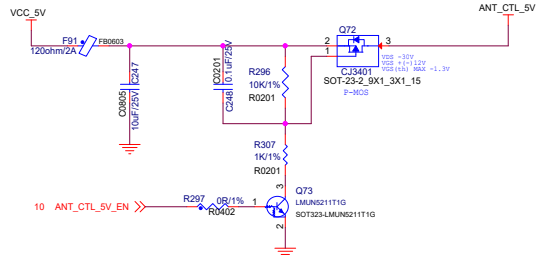 VCC_5V
ANT_CTL_5V
F91
FB0603
120ohm/2A
Q72
2
3
1
CJ3401
SOT-23-2_9X1_3X1_15
P-MOS
VDS -30V
VGS +(-)12V
VGS(th) MAX -1.3V
C0805
C247
10uF/25V
C0201
0.1uF/25V
C248
R296
10K/1%
R0201
R307
1K/1%
R0201
Q73
3
LMUN5211T1G
1
SOT323-LMUN5211T1G
2
10 ANT_CTL_5V_EN
R297
0R/1%
R0402